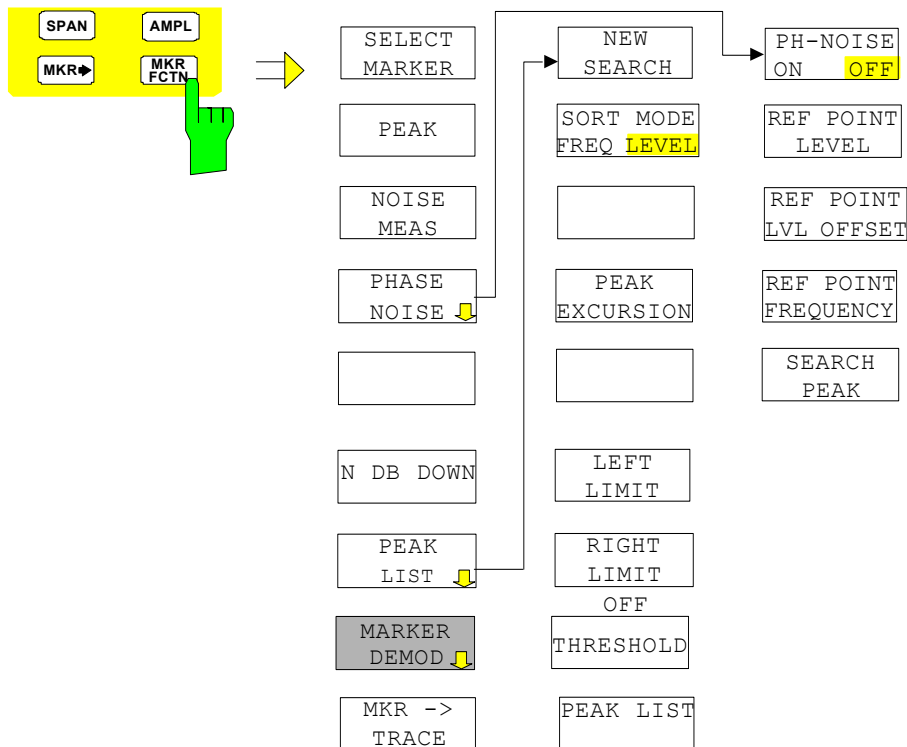 SPAN
AMPL
MKR
MKR
FCTN
SELECT
MARKER
PEAK
NOISE
MEAS
PHASE
NOISE
N DB DOWN
PEAK
LIST
MARKER
DEMOD
MKR ->
TRACE
NEW
SEARCH
SORT MODE
FREQ LEVEL
PEAK
EXCURSION
LEFT
LIMIT
RIGHT
LIMIT
OFF
THRESHOLD
PEAK LIST
PH-NOISE
ON OFF
REF POINT
LEVEL
REF POINT
LVL OFFSET
REF POINT
FREQUENCY
SEARCH
PEAK